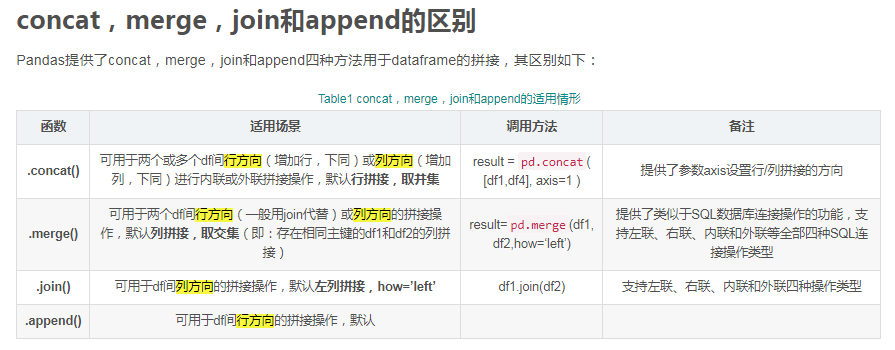 concat，merge，join和append的区别
Pandas提供了concat，merge，join和append四种方法用于dataframe的拼接，其区别如下：
Table1 concat，merge，join和append的适用情形
函数 适用场景 调用方法 备注
.concat()
可用于两个或多个df间行方向（增加行，下同）或列方向（增加
列，下同）进行内联或外联拼接操作，默认行拼接，取并集
result = pd.concat (
[df1,df4], axis=1 )
提供了参数axis设置行/列拼接的方向
.merge()
可用于两个df间行方向（一般用join代替）或列方向的拼接操
作，默认列拼接，取交集（即：存在相同主键的df1和df2的列拼
接）
result= pd.merge (df1,
df2,how='left')
提供了类似于SQL数据库连接操作的功能，支
持左联、右联、内联和外联等全部四种SQL连
接操作类型
.join()
可用于df间列方向的拼接操作，默认左列拼接，how='left'
df1.join(df2)
支持左联、右联、内联和外联四种操作类型
.append()
可用于df间行方向的拼接操作，默认